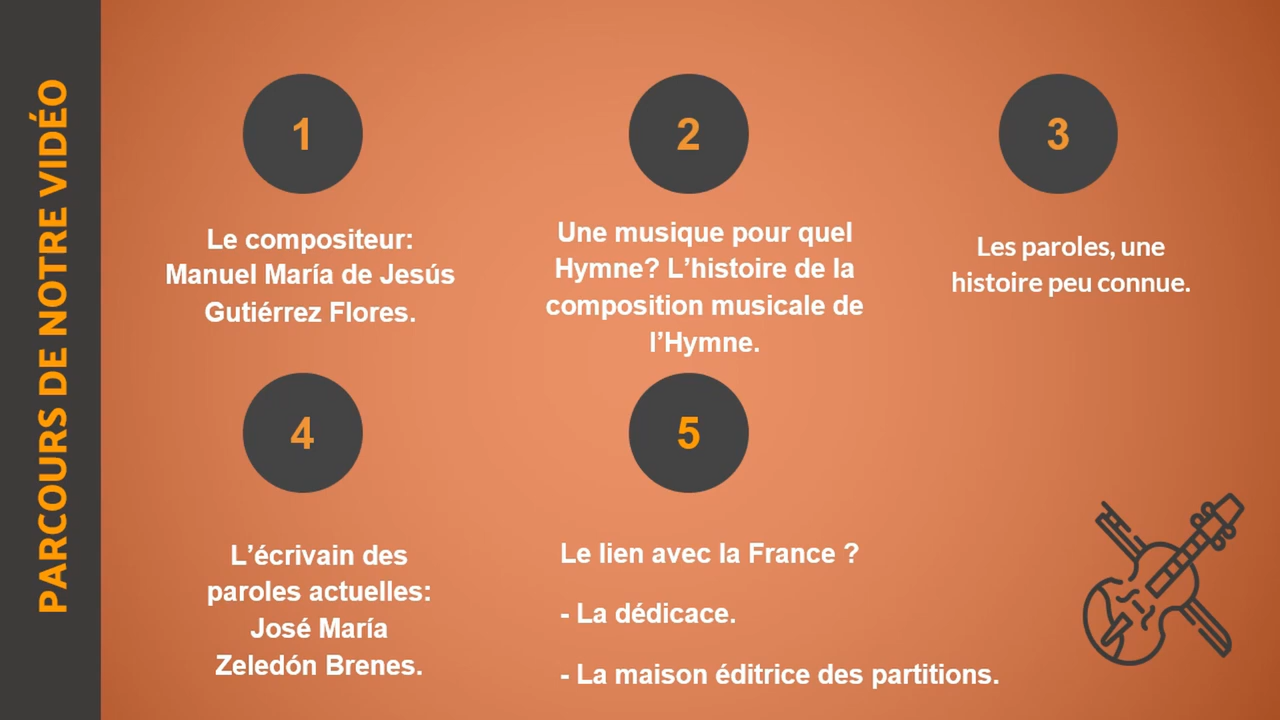 PARCOURS DE NOTRE VIDÉO
1
Le compositeur:
Manuel María de Jesús
Gutiérrez Flores.
2
Une musique pour quel
Hymne? L’histoire de la
composition musicale de
l’Hymne.
3
Les paroles, une
histoire peu connue.
4
L’écrivain des
paroles actuelles:
José María
Zeledón Brenes.
5
Le lien avec la France ?
- La dédicace.
- La maison éditrice des partitions.